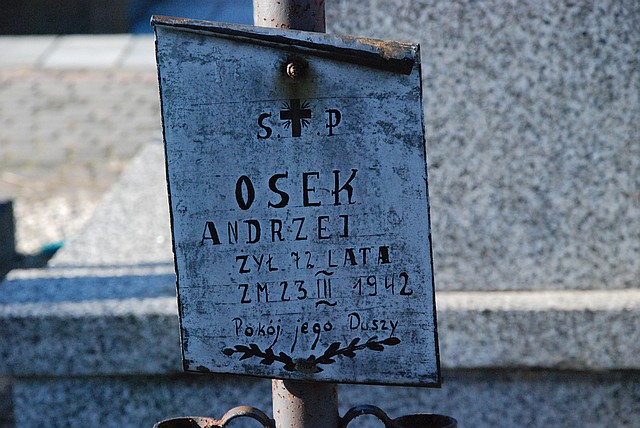 S. P.
OSEK
ANDRZEJ
ŻYŁ 72 LATA
ZM 23 III 1942
Pokój jego Duszy